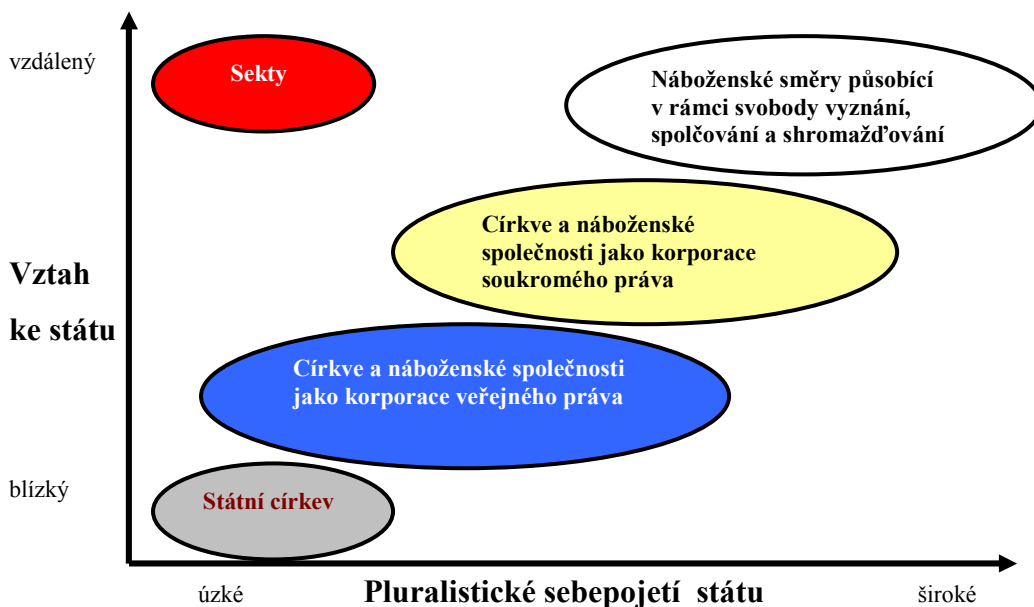 vzdálený
Sekty
Náboženské směry působící
v rámci svobody vyznání,
spolčování a shromažďování
Církve a náboženské
společnosti jako korporace
soukromého práva
Vztah
ke státu
Církve a náboženské společnosti
jako korporace veřejného práva
blízký
Státní církev
úzké
Pluralistické sebepojetí státu
široké